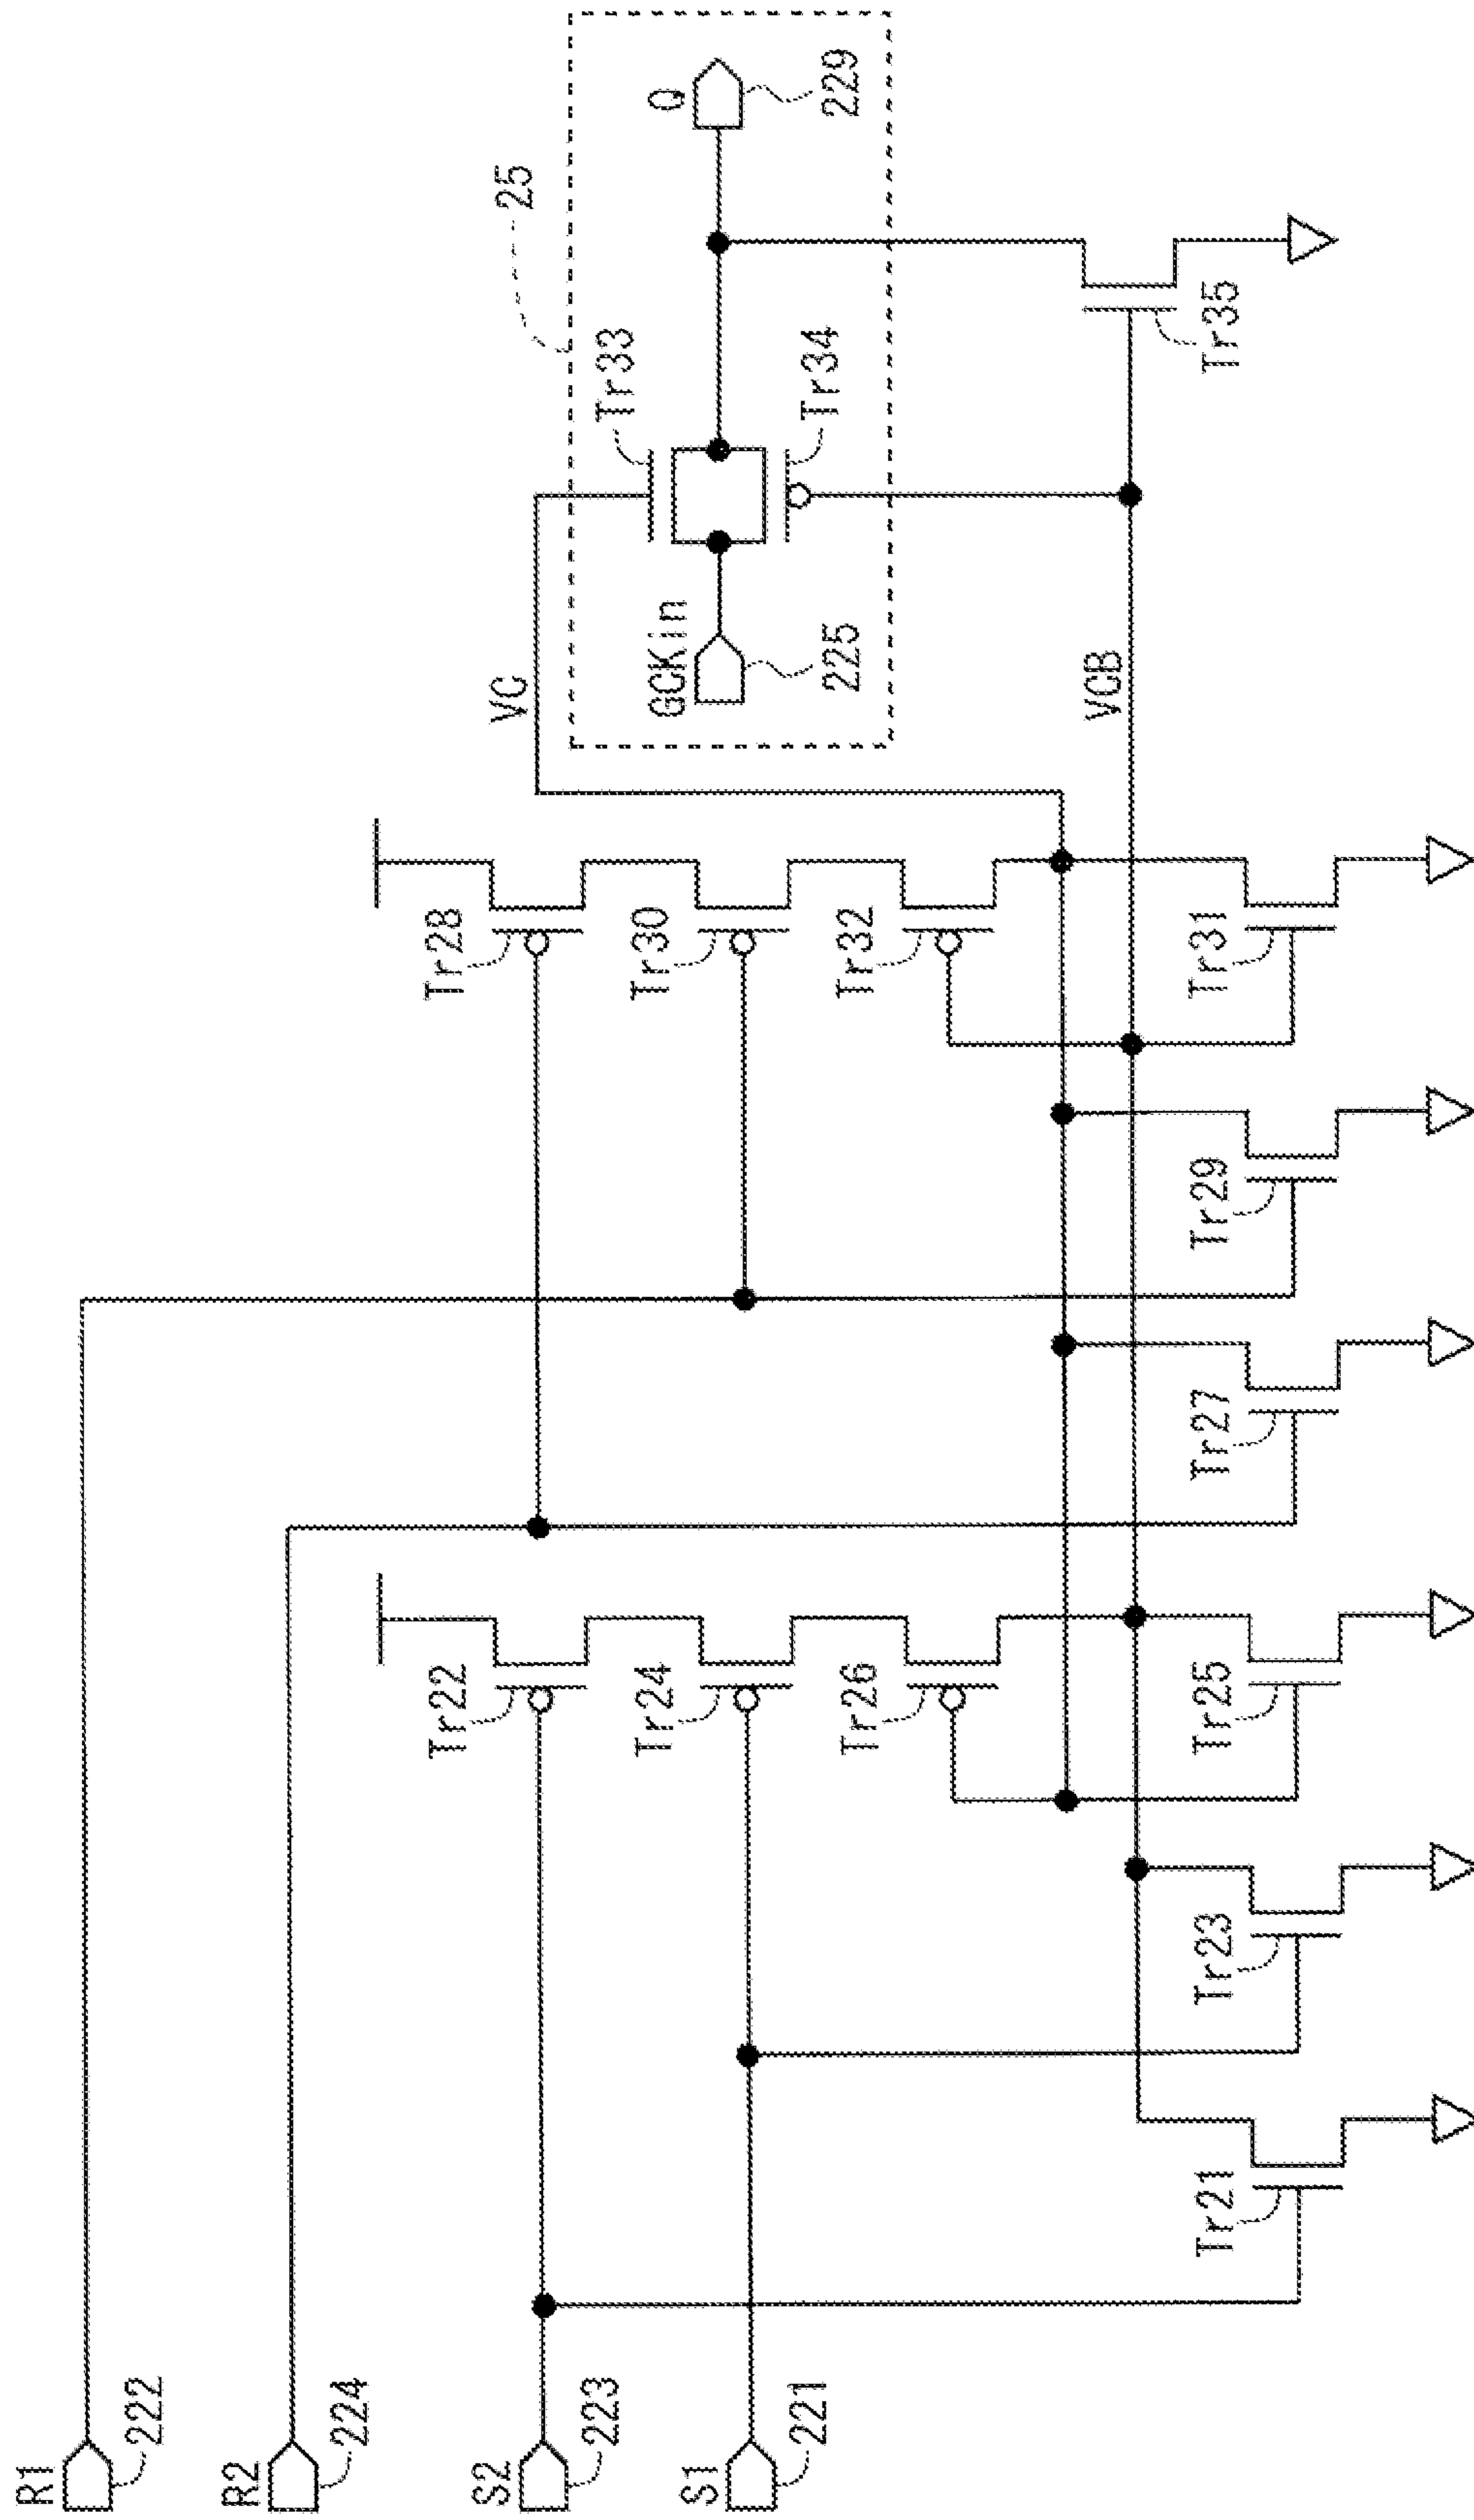 R1
222
R2
224
S2
223
S1
221
Tr22
Tr24
Tr26
Tr21
Tr23
Tr25
Tr28
Tr30
Tr32
Tr27
Tr29
Tr31
VC
VCB
25
Tr33
Tr34
GCKin
225
Q
229
Tr35